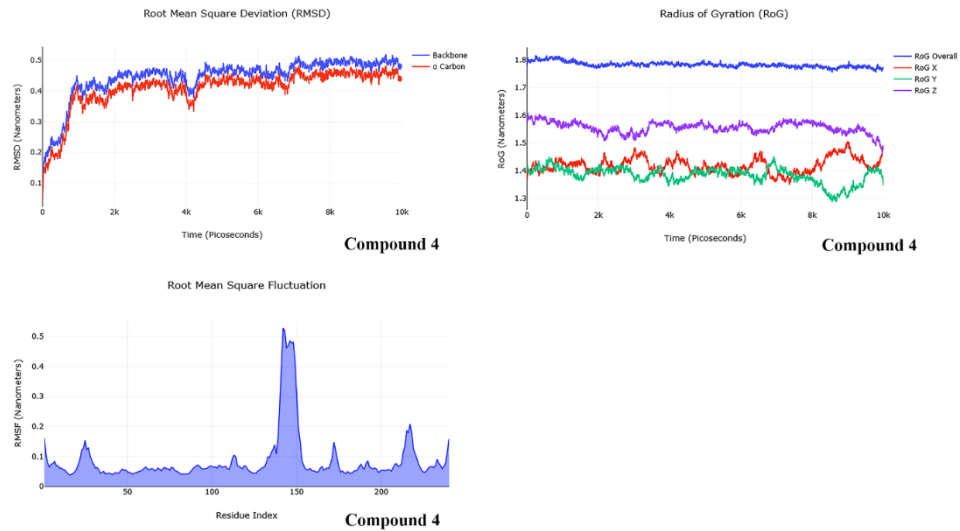 Root Mean Square Deviation (RMSD)
0.5
0.4
0.3
0.2
0.1
RMSD (Nanometers)
0
2k
4k
6k
8k
10k
Time (Picoseconds)
Backbone
α Carbon
Compound 4
Radius of Gyration (RoG)
1.8
1.7
1.6
1.5
1.4
1.3
RoG (Nanometers)
0
2k
4k
6k
8k
10k
Time (Picoseconds)
RoG Overall
RoG X
RoG Y
RoG Z
Compound 4
Root Mean Square Fluctuation
0.5
0.4
0.3
0.2
0.1
0
RMSF (Nanometers)
50
100
150
200
Residue Index
Compound 4